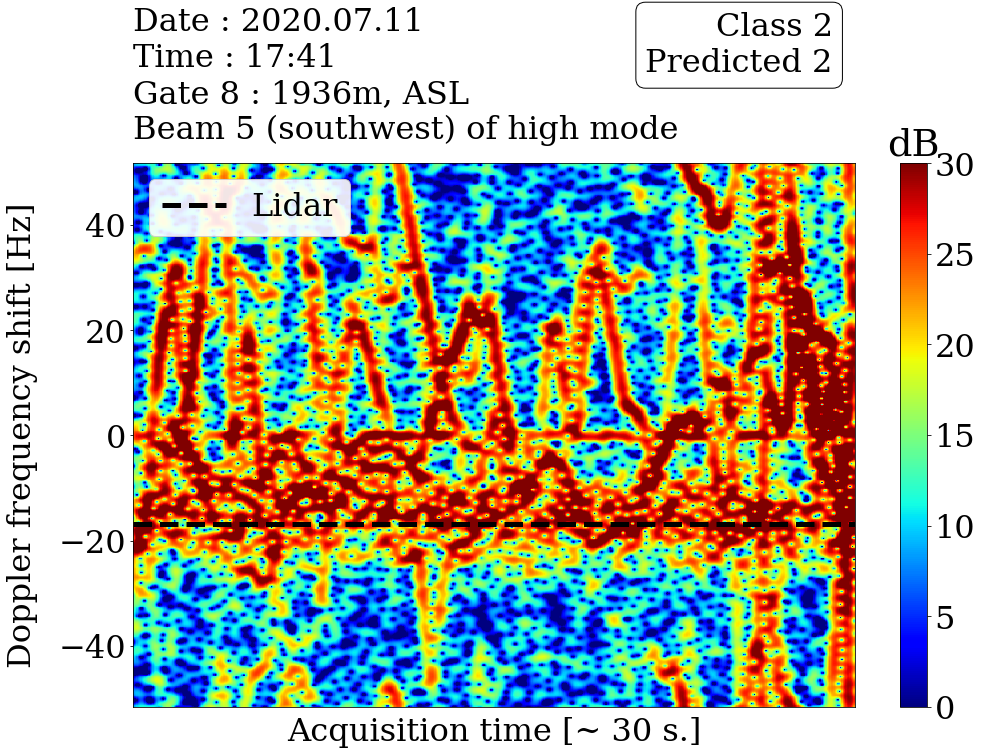 Date : 2020.07.11
Time : 17:41
Gate 8 : 1936m, ASL
Beam 5 (southwest) of high mode
Class 2
Predicted 2
dB
Lidar
Doppler frequency shift [Hz]
40
20
0
−20
−40
30
25
20
15
10
5
0
Acquisition time [~ 30 s.]